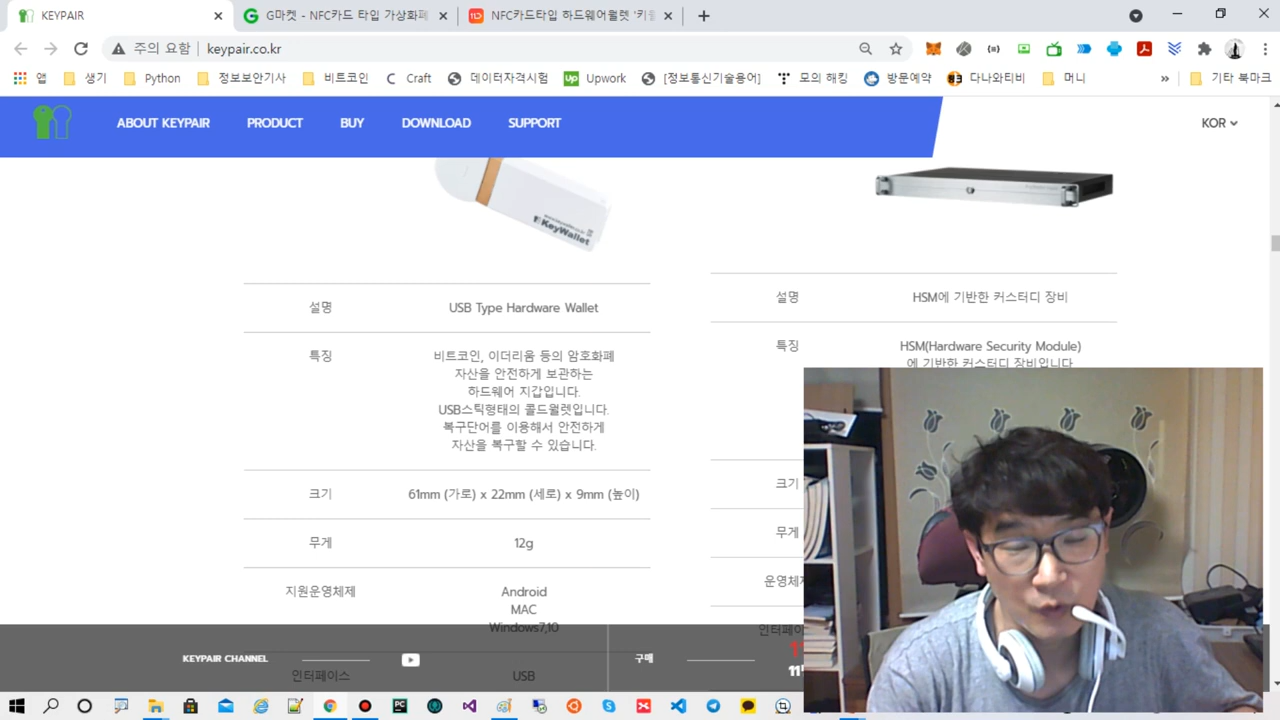 KEYPAIR
G마켓 - NFC카드 타입 가상화폐
NFC카드타입 하드웨어월렛 '키월
주의 요함 keypair.co.kr
앱 생기 Python 정보보안기사 비트코인 Craft 데이터자격시험 Upwork [정보통신기술용어] 모의 해킹 방문예약 다나와티비 머니 » 기타 북마크
ABOUT KEYPAIR PRODUCT BUY DOWNLOAD SUPPORT KOR
KeyWallet
설명 USB Type Hardware Wallet
특징 비트코인, 이더리움 등의 암호화폐
자산을 안전하게 보관하는
하드웨어 지갑입니다.
USB스틱형태의 콜드월렛입니다.
복구단어를 이용해서 안전하게
자산을 복구할 수 있습니다.
크기 61mm (가로) x 22mm (세로) x 9mm (높이)
무게 12g
지원운영체제 Android
MAC
Windows7,10
인터페이스 USB
설명 HSM에 기반한 커스터디 장비
특징 HSM(Hardware Security Module)
에 기반한 커스터디 장비입니다
크기
무게
운영체제
인터페이스
KEYPAIR CHANNEL 구매